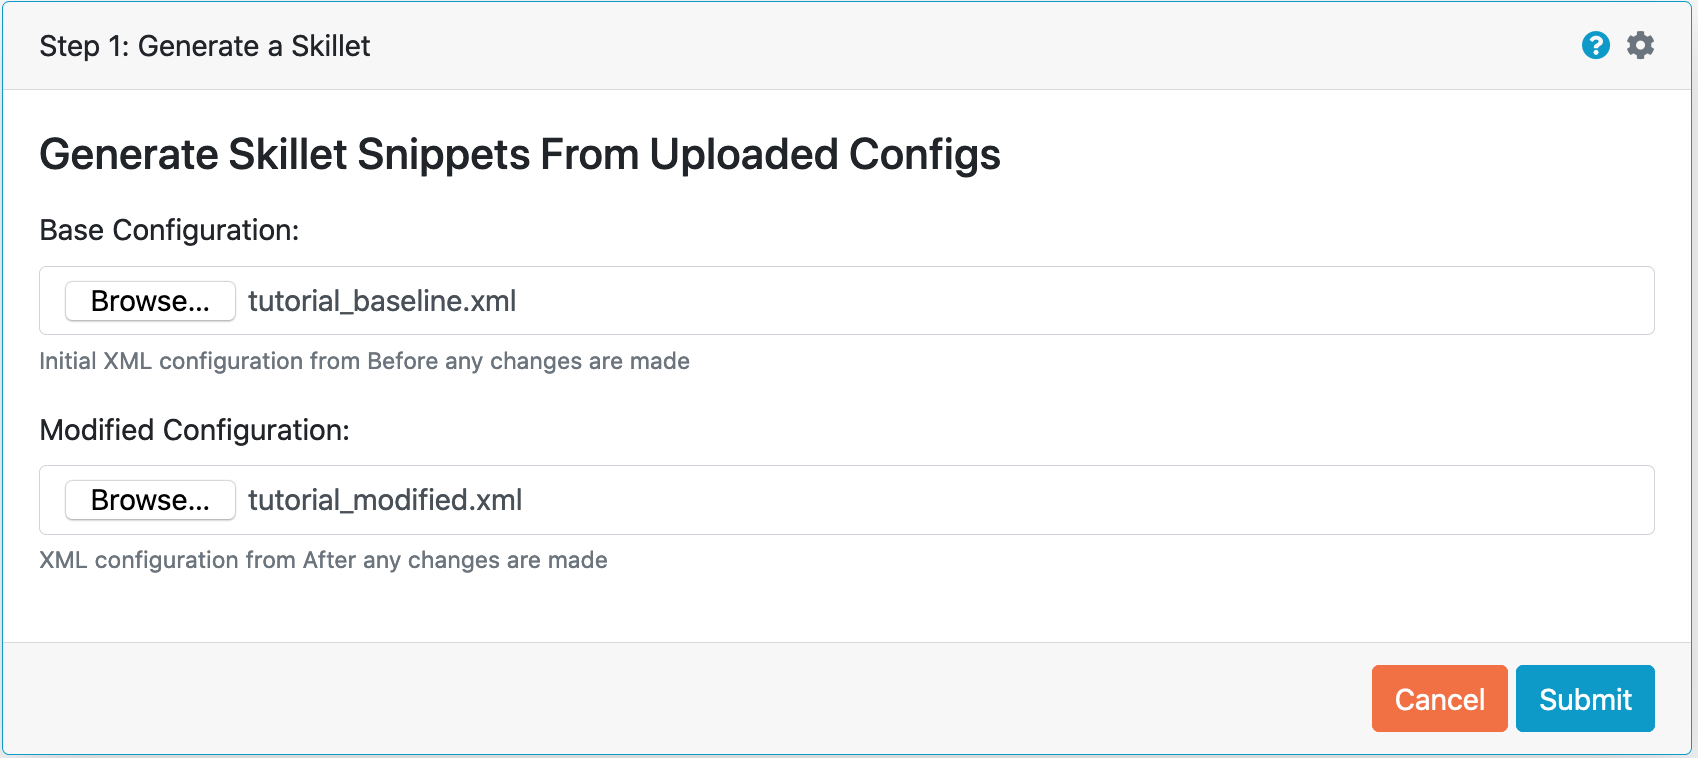 Step 1: Generate a Skillet
?
Generate Skillet Snippets From Uploaded Configs
Base Configuration:
Browse... tutorial_baseline.xml
Initial XML configuration from Before any changes are made
Modified Configuration:
Browse... tutorial_modified.xml
XML configuration from After any changes are made
Cancel Submit